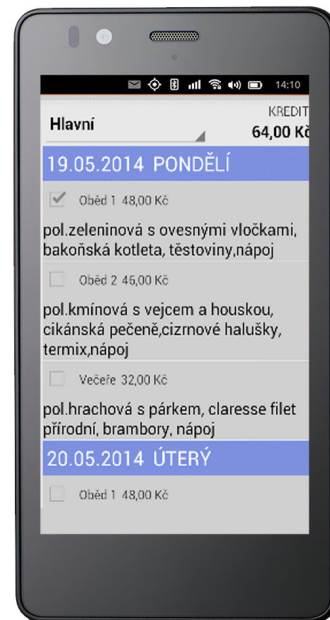 14:10
Hlavní
KREDIT
64,00 Kč
19.05.2014 PONDĚLÍ
Oběd 1 48,00 Kč
pol.zeleninová s ovesnými vločkami,
bakoňská kotleta, těstoviny,nápoj
Oběd 2 46,00 Kč
pol.kmínová s vejcem a houskou,
cikánská pečeně,cizrnové halušky,
termix,nápoj
Večeře 32,00 Kč
pol.hrachová s párkem, claresse filet
přírodní, brambory, nápoj
20.05.2014 ÚTERÝ
Oběd 1 48,00 Kč